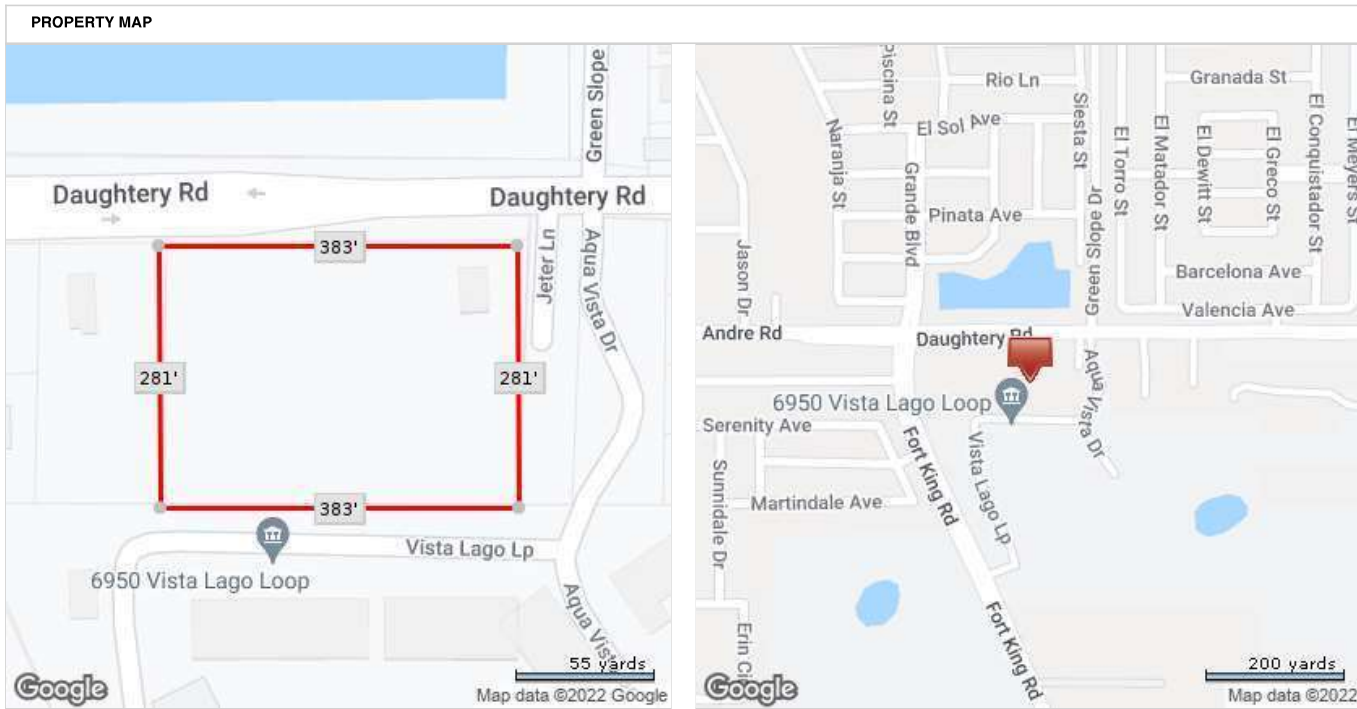 PROPERTY MAP
Green Slope
Daughtery Rd
Daughtery Rd
383'
Jeter Ln
Aqua Vista Dr
281'
281'
383'
Vista Lago Lp
6950 Vista Lago Loop
Aqua Vist
55 yards
Google
Map data ©2022 Google
Piscina St
Rio Ln
Granada St
Siesta St
El Sol Ave
Naranja St
El Torro St
El Matador St
El Dewitt St
El Greco St
El Conquistador St
El Meyers St
Grande Blvd
Pinata Ave
Green Slope Dr
Jason Dr
Barcelona Ave
Valencia Ave
Andre Rd
Daughtery Rd
Aqua Vista Dr
6950 Vista Lago Loop
Serenity Ave
Fort King Rd
Vista Lago Lp
Sunnidale Dr
Martindale Ave
Erin Cir
Fort King Rd
200 yards
Google
Map data ©2022